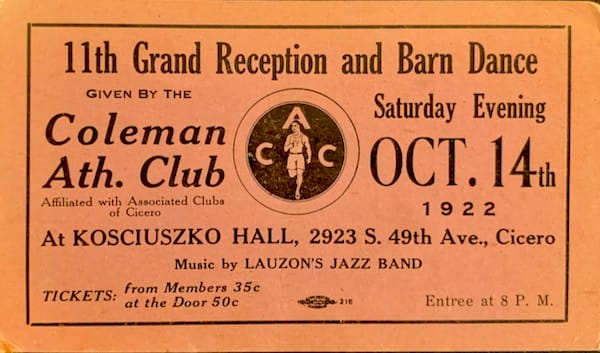 11th Grand Reception and Barn Dance
GIVEN BY THE
Coleman
Ath. Club
Affiliated with Associated Clubs
of Cicero
C A C
Saturday Evening
OCT. 14th
1922
At KOSCIUSZKO HALL, 2923 S. 49th Ave., Cicero
Music by LAUZON'S JAZZ BAND
TICKETS: from Members 35c
at the Door 50c
216
Entree at 8 P. M.